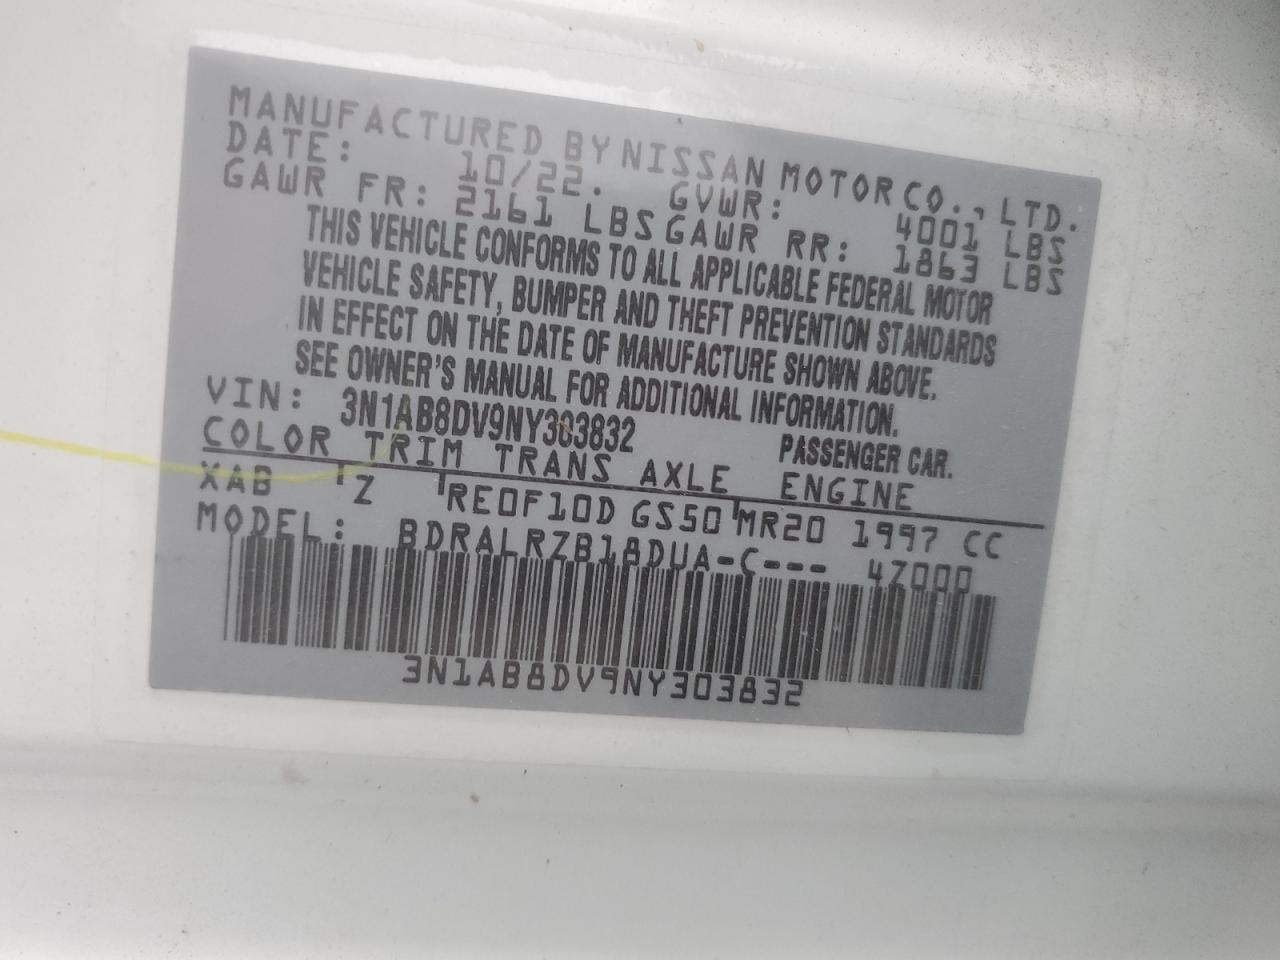 MANUFACTURED BY NISSAN MOTOR CO., LTD.
DATE: 10/22. GVWR: 4001 LBS
GAWR FR: 2161 LBS GAWR RR: 1863 LBS
THIS VEHICLE CONFORMS TO ALL APPLICABLE FEDERAL MOTOR
VEHICLE SAFETY, BUMPER AND THEFT PREVENTION STANDARDS
IN EFFECT ON THE DATE OF MANUFACTURE SHOWN ABOVE.
SEE OWNER'S MANUAL FOR ADDITIONAL INFORMATION.
VIN: 3N1AB8DV9NY303832 PASSENGER CAR.
COLOR TRIM TRANS AXLE ENGINE
XAB Z RE0F10D GS50 MR20 1997 CC
MODEL: BDRALRZB18DUA-C--- 4Z000
3N1AB8DV9NY303832